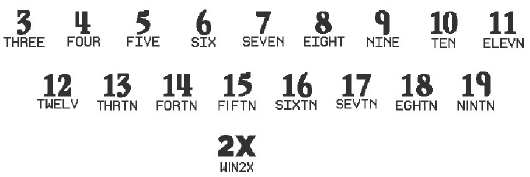 3 4 5 6 7 8 9 10 11
THREE FOUR FIVE SIX SEVEN EIGHT NINE TEN ELEVN
12 13 14 15 16 17 18 19
TWELV THRTN FORTN FIFTN SIXTN SEVTN EGHTN NINTN
2X
WIN2X